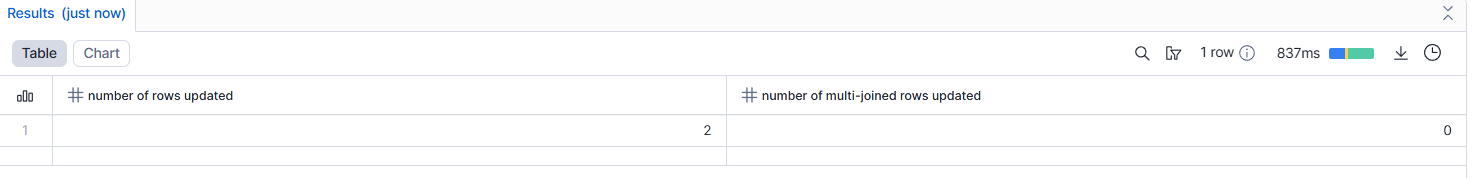 Results (just now)
Table Chart 1 row 837ms
number of rows updated number of multi-joined rows updated
1 2 0